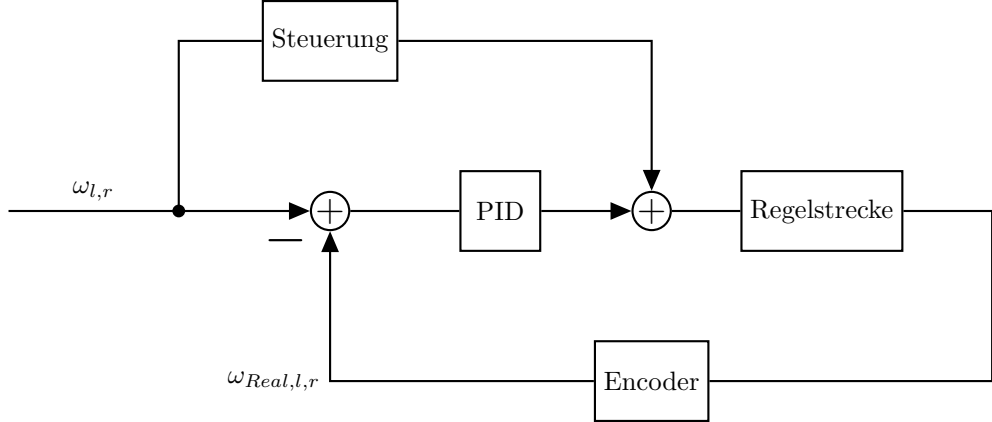 Steuerung
ω_{l,r}
+
PID
+
Regelstrecke
−
ω_{Real,l,r}
Encoder